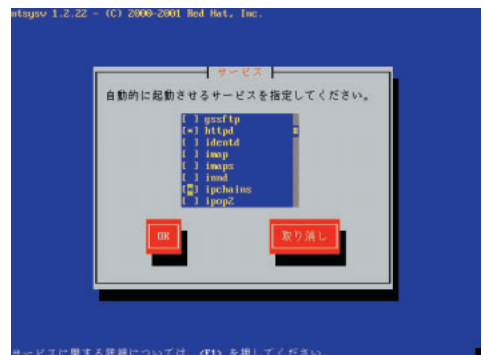 ntsysv 1.2.22 - (C) 2000-2001 Red Hat, Inc.
サービス
自動的に起動させるサービスを指定してください。
[ ] gssftp
[*] httpd
[ ] identd
[ ] imap
[ ] imaps
[ ] innd
[*] ipchains
[ ] ipop2
OK
取り消し
サービスに関する詳細については、<F1> を押してください。